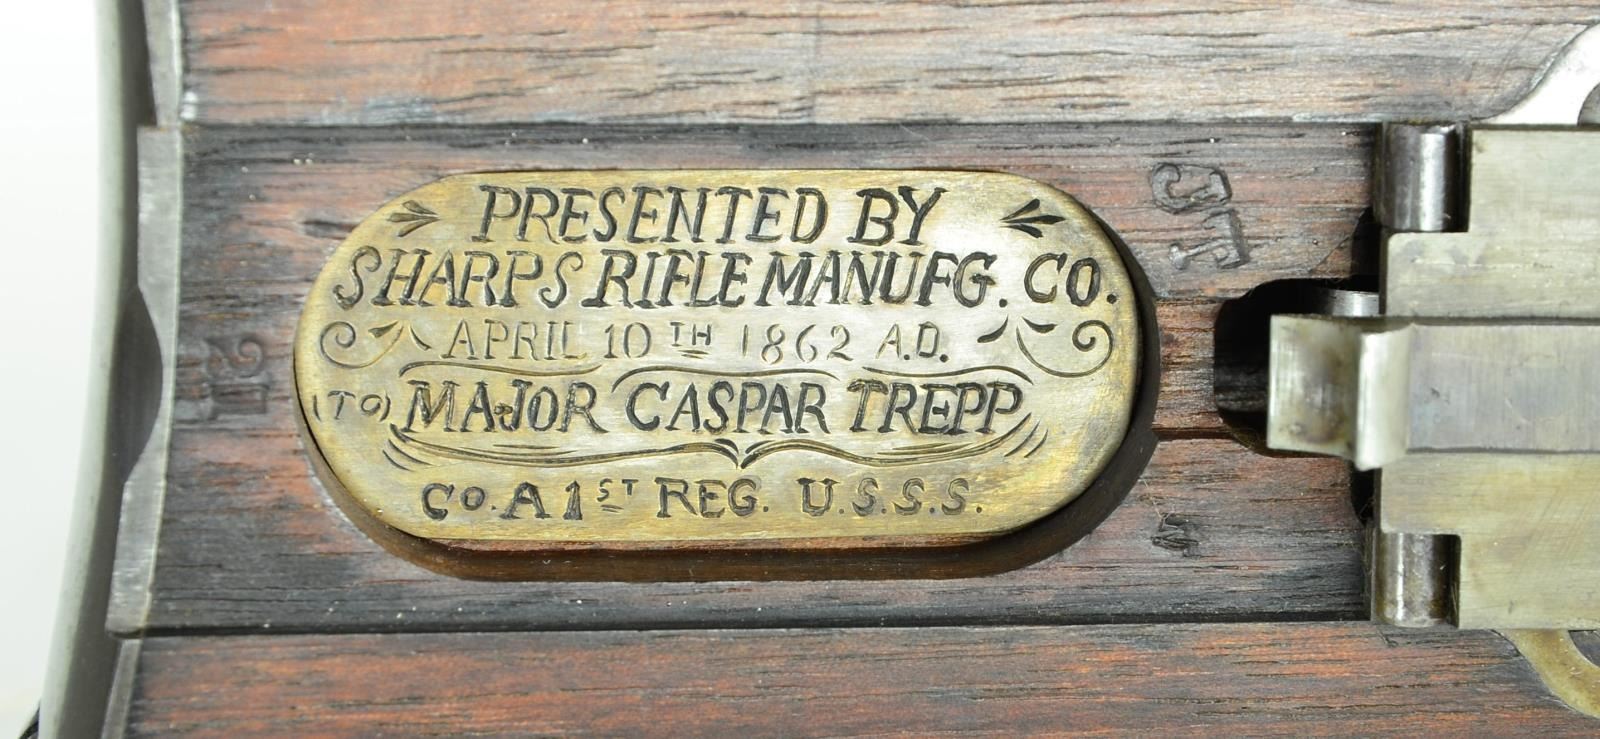 PRESENTED BY
SHARPS RIFLE MANUFG. CO.
APRIL 10TH 1862 A.D.
(TO) MAJOR CASPAR TREPP
CO. A 1ST REG. U.S.S.S.